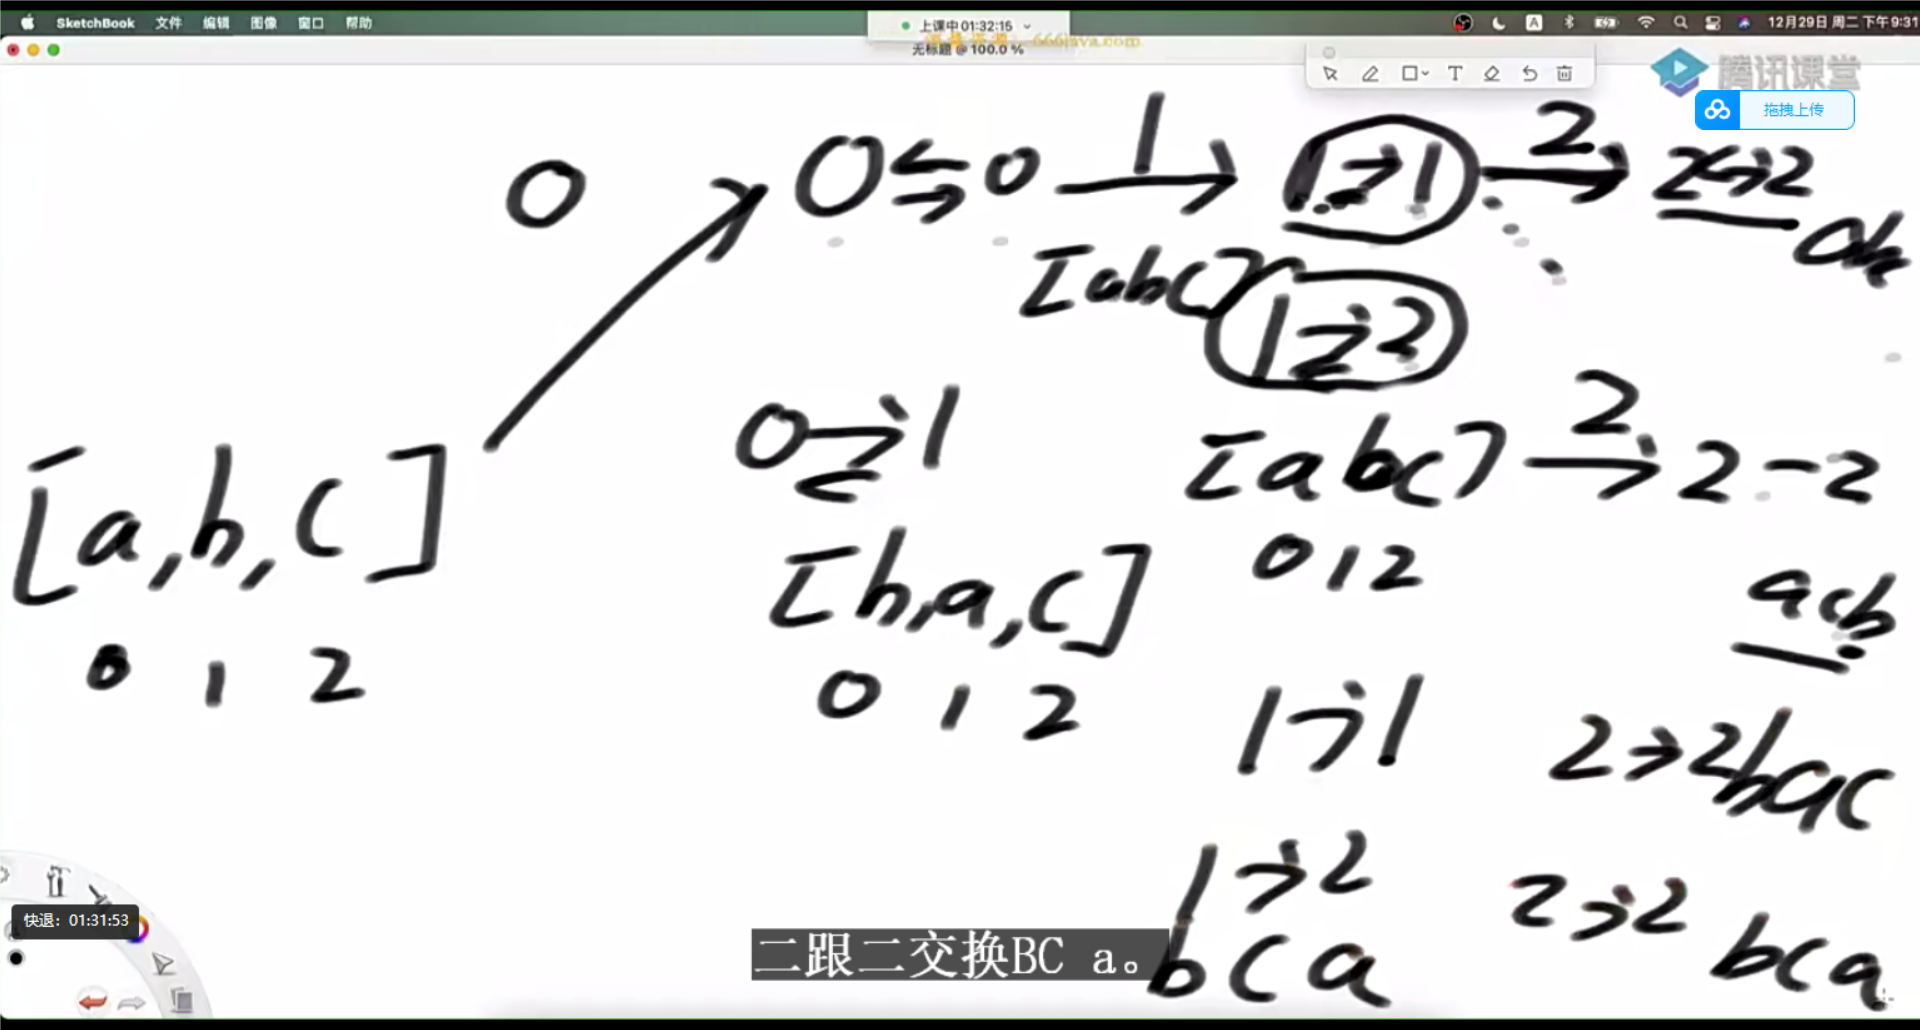 SketchBook 文件 编辑 图像 窗口 帮助
上课中 01:32:15
12月29日 周二 下午9:31
666java.com
无标题 @ 100.0 %
腾讯课堂
拖拽上传
0
0⇆0
1
1→1
2
2→2
ok
[abc]
1→2
0→1
[abc]
2
2-2
[a,b,c]
0 1 2
[b,a,c]
0 1 2
0 1 2
acb
1→1
2→2
bac
1→2
2→2
bca
bca
快退：01:31:53
二跟二交换BC a。